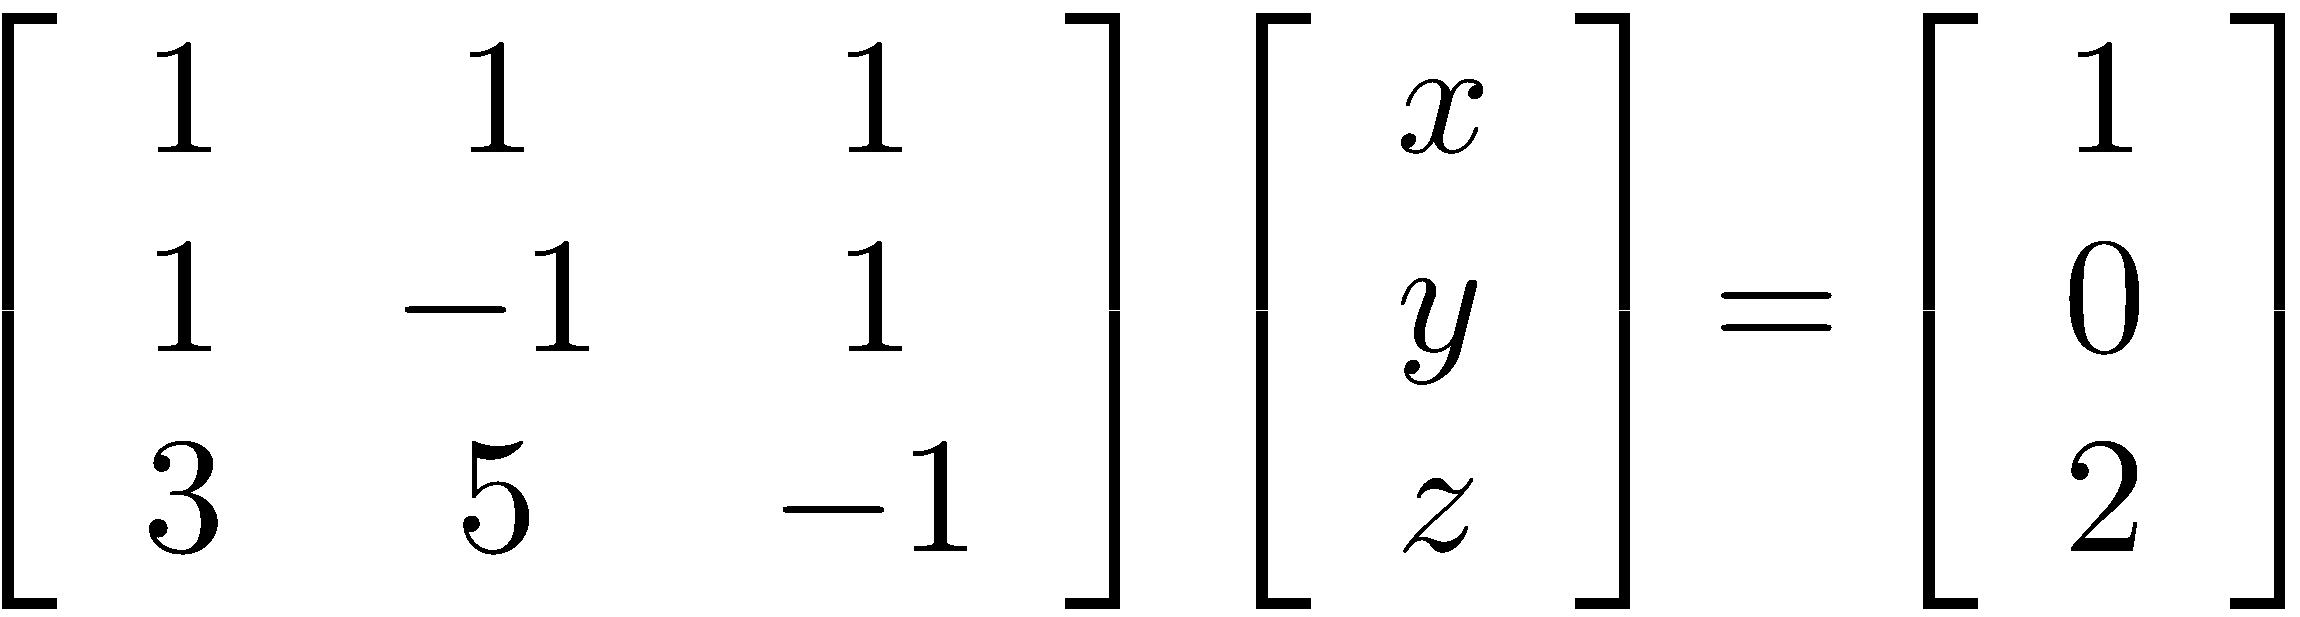 [ 1 1 1 ] [ x ] [ 1 ]
[ 1 −1 1 ] [ y ] = [ 0 ]
[ 3 5 −1 ] [ z ] [ 2 ]